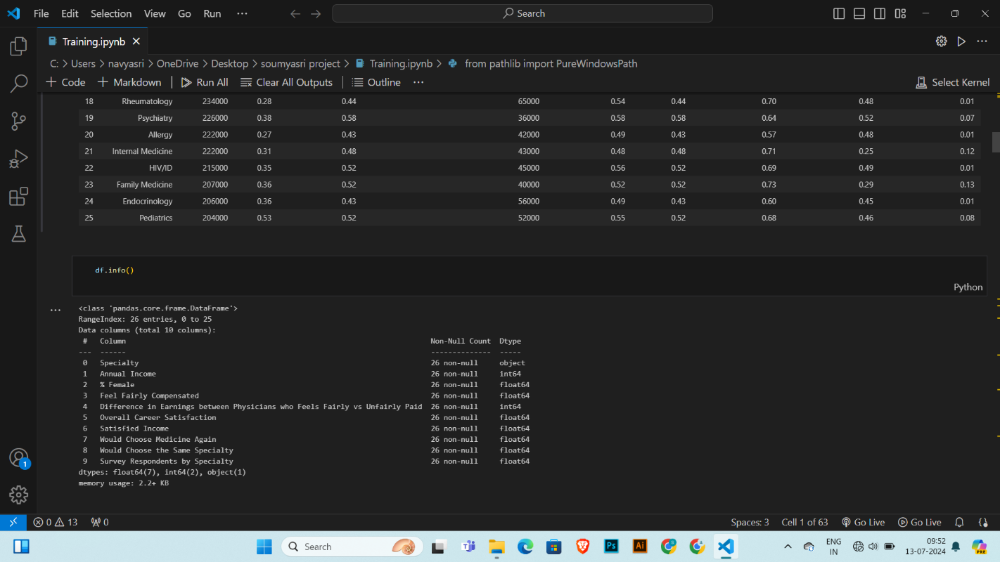 File Edit Selection View Go Run ··· Search
Training.ipynb
C: > Users > navyasri > OneDrive > Desktop > soumyasri project > Training.ipynb > from pathlib import PureWindowsPath
+ Code + Markdown | Run All Clear All Outputs | Outline ··· Select Kernel
18 Rheumatology 234000 0.28 0.44 65000 0.54 0.44 0.70 0.48 0.01
19 Psychiatry 226000 0.38 0.58 36000 0.58 0.58 0.64 0.52 0.07
20 Allergy 222000 0.27 0.43 42000 0.49 0.43 0.57 0.48 0.01
21 Internal Medicine 222000 0.31 0.48 43000 0.48 0.48 0.71 0.25 0.12
22 HIV/ID 215000 0.35 0.52 45000 0.56 0.52 0.69 0.49 0.01
23 Family Medicine 207000 0.36 0.52 40000 0.52 0.52 0.73 0.29 0.13
24 Endocrinology 206000 0.36 0.43 56000 0.49 0.43 0.60 0.45 0.01
25 Pediatrics 204000 0.53 0.52 52000 0.55 0.52 0.68 0.46 0.08
df.info()
Python
<class 'pandas.core.frame.DataFrame'>
RangeIndex: 26 entries, 0 to 25
Data columns (total 10 columns):
# Column Non-Null Count Dtype
--- ------ -------------- -----
0 Specialty 26 non-null object
1 Annual Income 26 non-null int64
2 % Female 26 non-null float64
3 Feel Fairly Compensated 26 non-null float64
4 Difference in Earnings between Physicians who Feels Fairly vs Unfairly Paid 26 non-null int64
5 Overall Career Satisfaction 26 non-null float64
6 Satisfied Income 26 non-null float64
7 Would Choose Medicine Again 26 non-null float64
8 Would Choose the Same Specialty 26 non-null float64
9 Survey Respondents by Specialty 26 non-null float64
dtypes: float64(7), int64(2), object(1)
memory usage: 2.2+ KB
1
0 13 0 Spaces: 3 Cell 1 of 63 Go Live Go Live
Search Ps Ai ENG IN 09:52 13-07-2024 PRE